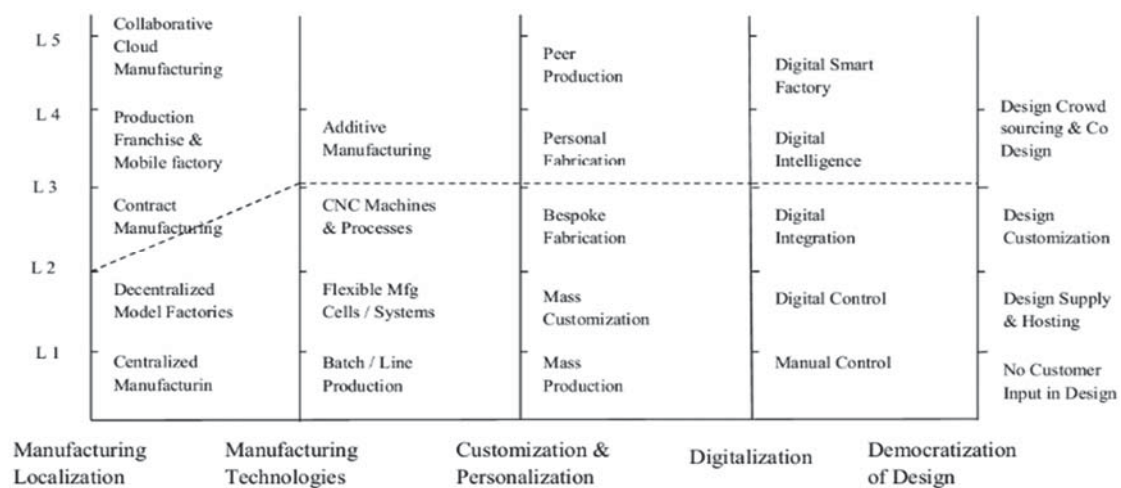 L 5
Collaborative
Cloud
Manufacturing
Peer
Production
Digital Smart
Factory
L 4
Production
Franchise &
Mobile factory
Additive
Manufacturing
Personal
Fabrication
Digital
Intelligence
Design Crowd
sourcing & Co
Design
L 3
Contract
Manufacturing
CNC Machines
& Processes
Bespoke
Fabrication
Digital
Integration
Design
Customization
L 2
Decentralized
Model Factories
Flexible Mfg
Cells / Systems
Mass
Customization
Digital Control
Design Supply
& Hosting
L 1
Centralized
Manufacturin
Batch / Line
Production
Mass
Production
Manual Control
No Customer
Input in Design
Manufacturing
Localization
Manufacturing
Technologies
Customization &
Personalization
Digitalization
Democratization
of Design